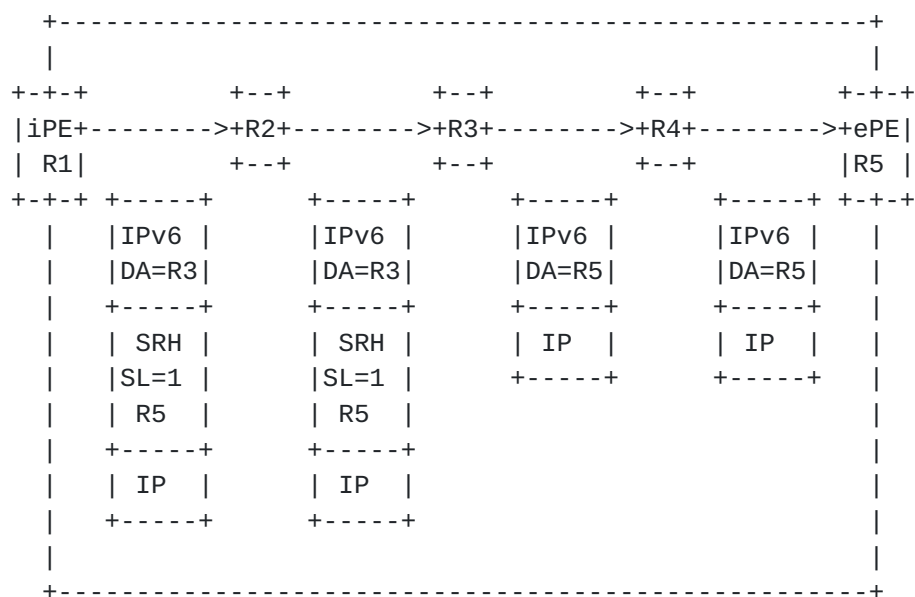 +-------------------------------------------------------+
|                                                       |
+-+-+          +--+          +--+          +--+         +-+-+
|iPE+-------->+R2+-------->+R3+-------->+R4+-------->+ePE|
| R1|          +--+          +--+          +--+         |R5 |
+-+-+ +-----+      +-----+      +-----+      +-----+ +-+-+
|   |IPv6 |      |IPv6 |      |IPv6 |      |IPv6 |   |
|   |DA=R3|      |DA=R3|      |DA=R5|      |DA=R5|   |
|   +-----+      +-----+      +-----+      +-----+   |
|   | SRH |      | SRH |      | IP  |      | IP  |   |
|   |SL=1 |      |SL=1 |      +-----+      +-----+   |
|   | R5  |      | R5  |                             |
|   +-----+      +-----+                             |
|   | IP  |      | IP  |                             |
|   +-----+      +-----+                             |
|                                                       |
+-------------------------------------------------------+